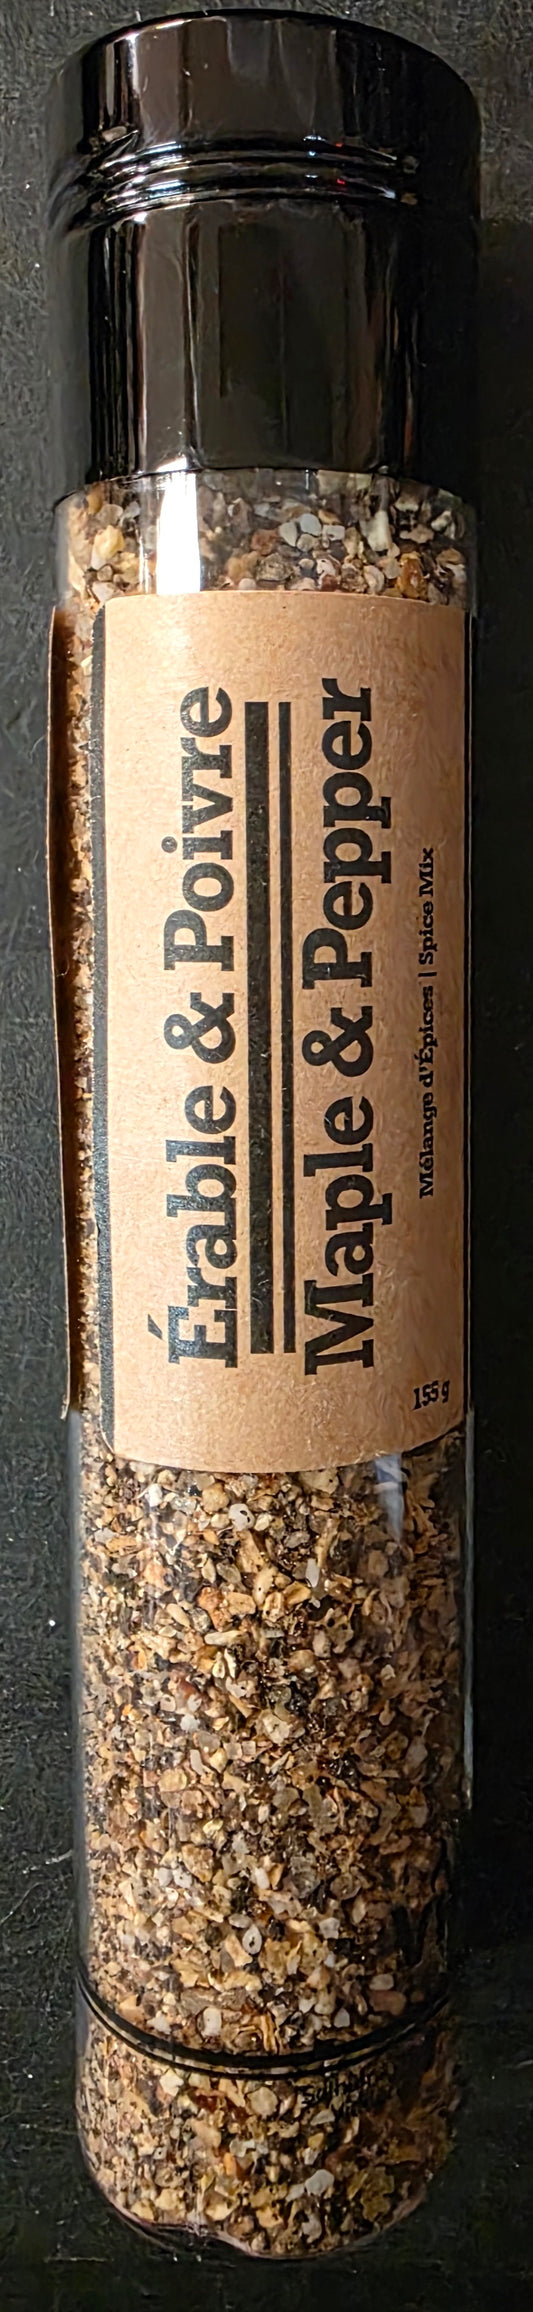 Érable & Poivre
Maple & Pepper
Mélange d'Épices | Spice Mix
155 g